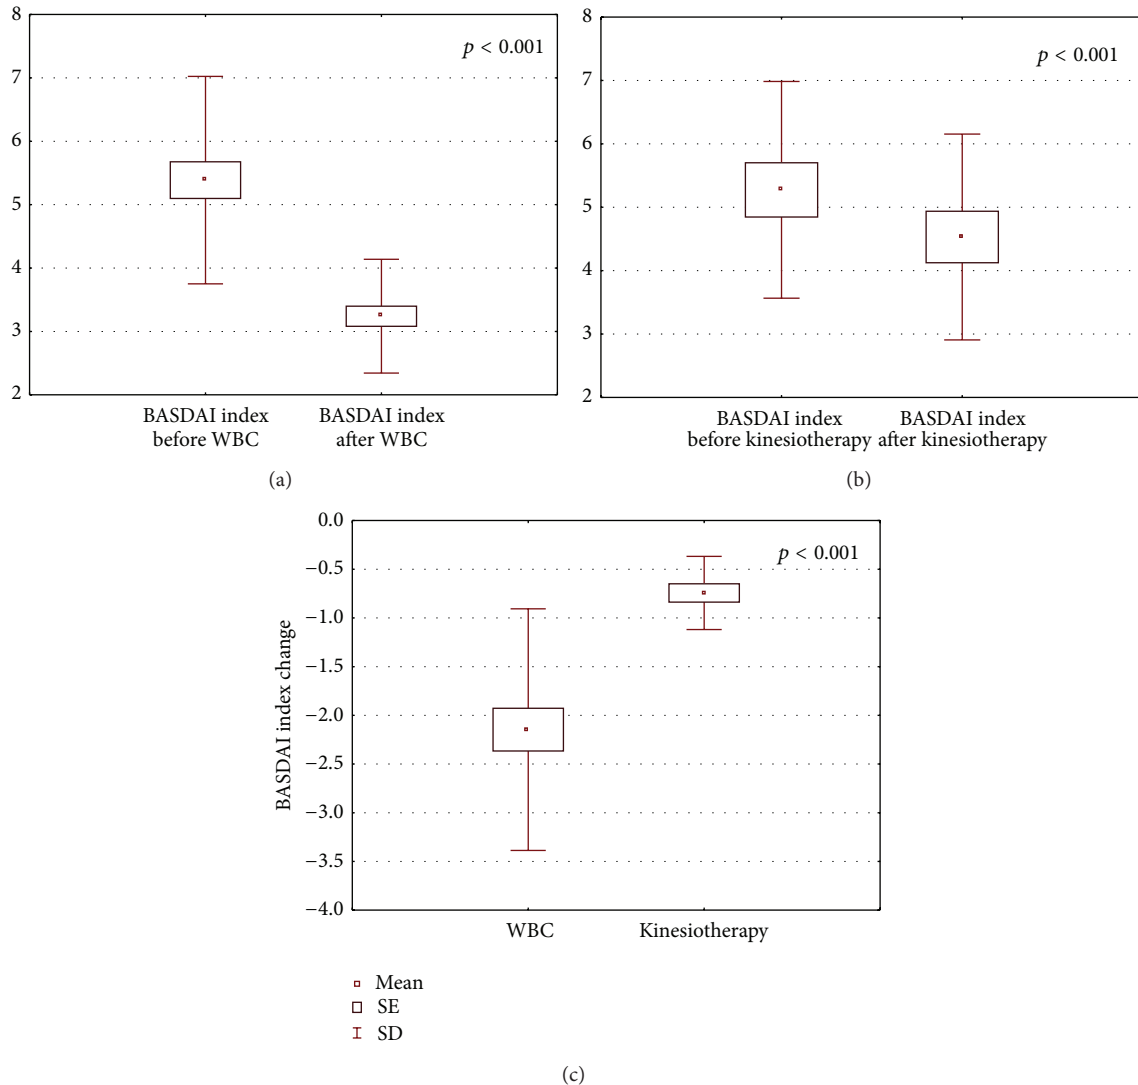 8
7
6
5
4
3
2
p < 0.001
BASDAI index
before WBC
BASDAI index
after WBC
(a)
8
7
6
5
4
3
2
p < 0.001
BASDAI index
before kinesiotherapy
BASDAI index
after kinesiotherapy
(b)
BASDAI index change
0.0
−0.5
−1.0
−1.5
−2.0
−2.5
−3.0
−3.5
−4.0
p < 0.001
WBC
Kinesiotherapy
Mean
SE
SD
(c)